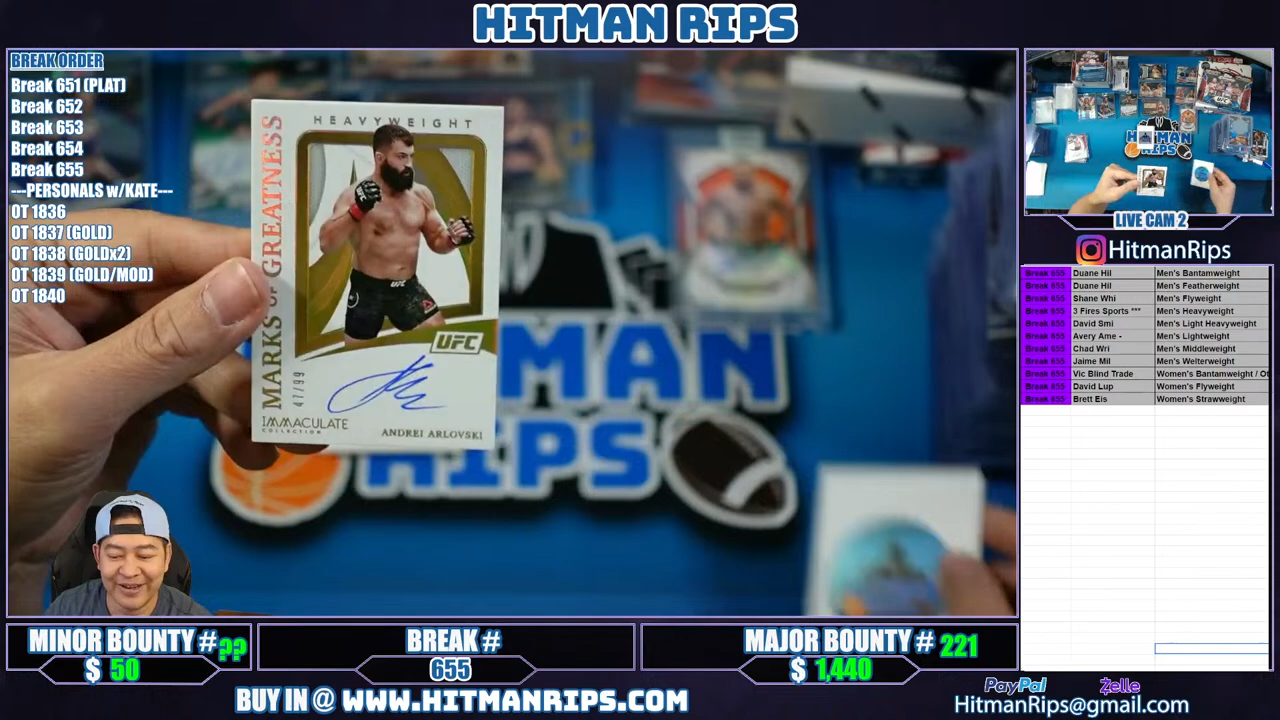 HITMAN RIPS
BREAK ORDER
Break 651 (PLAT)
Break 652
Break 653
Break 654
Break 655
---PERSONALS w/KATE---
OT 1836
OT 1837 (GOLD)
OT 1838 (GOLDx2)
OT 1839 (GOLD/MOD)
OT 1840
HEAVYWEIGHT
MARKS OF GREATNESS
UFC
47/99
IMMACULATE
COLLECTION
ANDREI ARLOVSKI
HITMAN
RIPS
HITMAN
RIPS
LIVE CAM 2
HitmanRips
Break 655 Duane Hil Men's Bantamweight
Break 655 Duane Hil Men's Featherweight
Break 655 Shane Whi Men's Flyweight
Break 655 3 Fires Sports *** Men's Heavyweight
Break 655 David Smi Men's Light Heavyweight
Break 655 Avery Ame - Men's Lightweight
Break 655 Chad Wri Men's Middleweight
Break 655 Jaime Mil Men's Welterweight
Break 655 Vic Blind Trade Women's Bantamweight / Ot
Break 655 David Lup Women's Flyweight
Break 655 Brett Eis Women's Strawweight
MINOR BOUNTY # ??
$ 50
BREAK #
655
MAJOR BOUNTY # 221
$ 1,440
BUY IN @ WWW.HITMANRIPS.COM
PayPal Zelle
HitmanRips@gmail.com